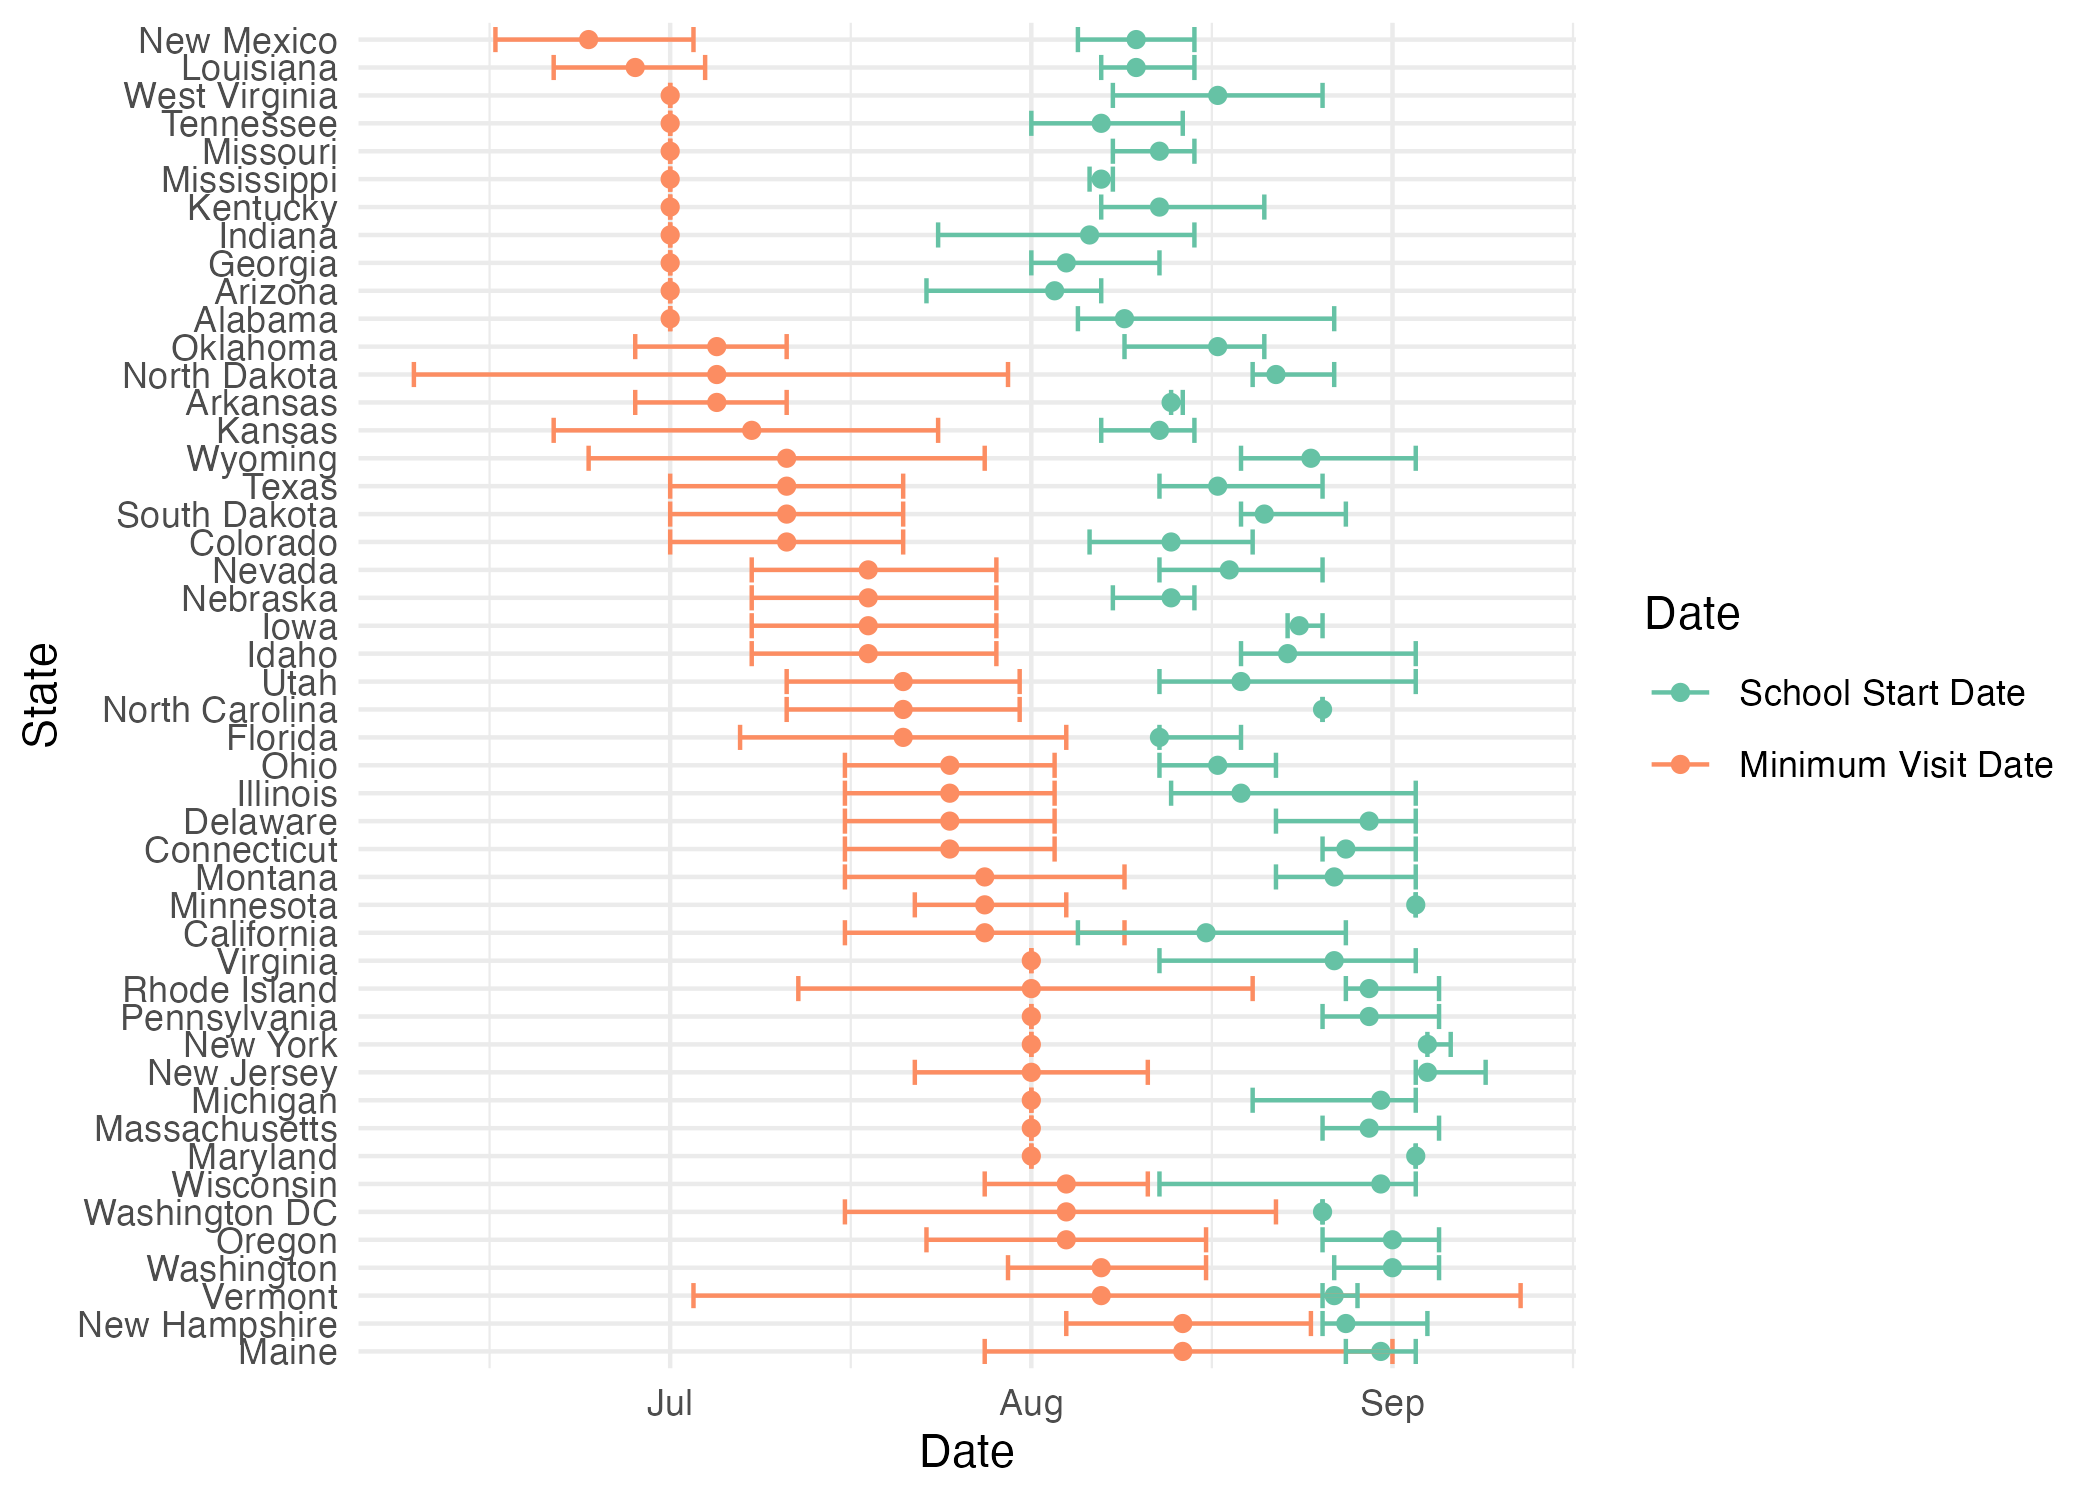 New Mexico
Louisiana
West Virginia
Tennessee
Missouri
Mississippi
Kentucky
Indiana
Georgia
Arizona
Alabama
Oklahoma
North Dakota
Arkansas
Kansas
Wyoming
Texas
South Dakota
Colorado
Nevada
Nebraska
Iowa
Idaho
Utah
North Carolina
Florida
Ohio
Illinois
Delaware
Connecticut
Montana
Minnesota
California
Virginia
Rhode Island
Pennsylvania
New York
New Jersey
Michigan
Massachusetts
Maryland
Wisconsin
Washington DC
Oregon
Washington
Vermont
New Hampshire
Maine
State
Jul Aug Sep
Date
Date
School Start Date
Minimum Visit Date